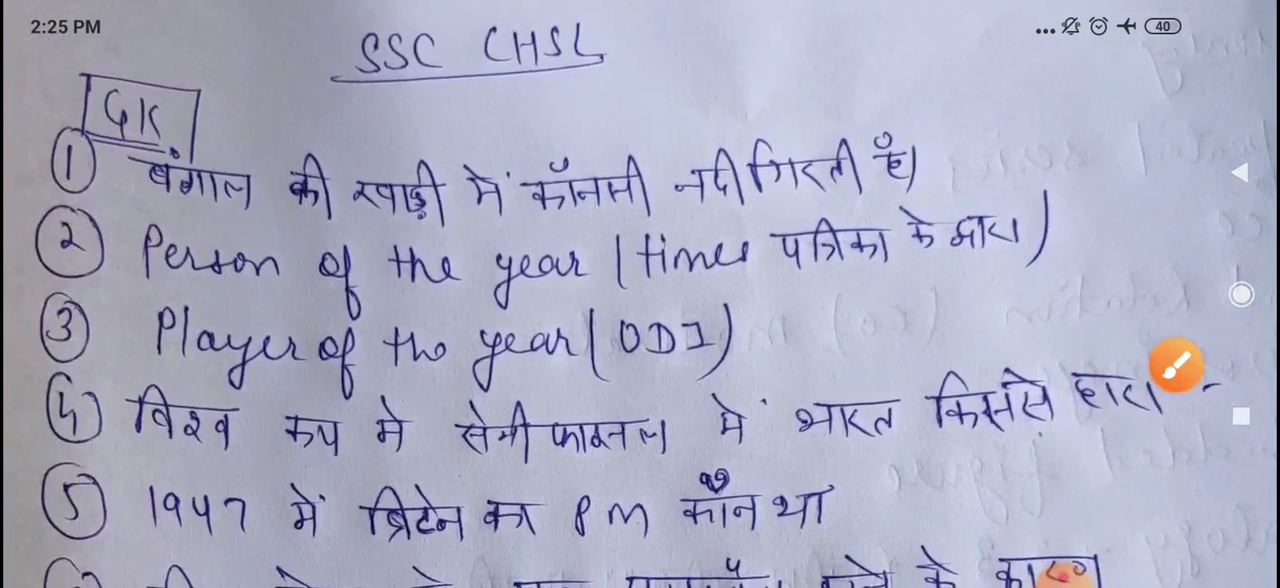 2:25 PM
40
SSC CHSL
GK
① बंगाल की खाड़ी में कौनसी नदी गिरती है।
② Person of the year (times पत्रिका के द्वारा)
③ Player of the year (ODI)
④ विश्व कप मे सेमीफाइनल में भारत किससे हारा -
⑤ 1947 में ब्रिटेन का PM कौन था
के कारण